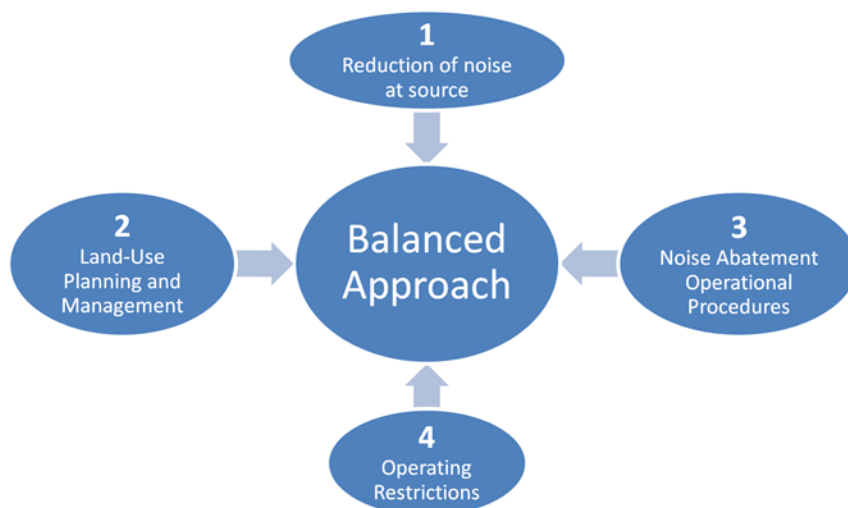 1
Reduction of noise
at source
2
Land-Use
Planning and
Management
Balanced
Approach
3
Noise Abatement
Operational
Procedures
4
Operating
Restrictions